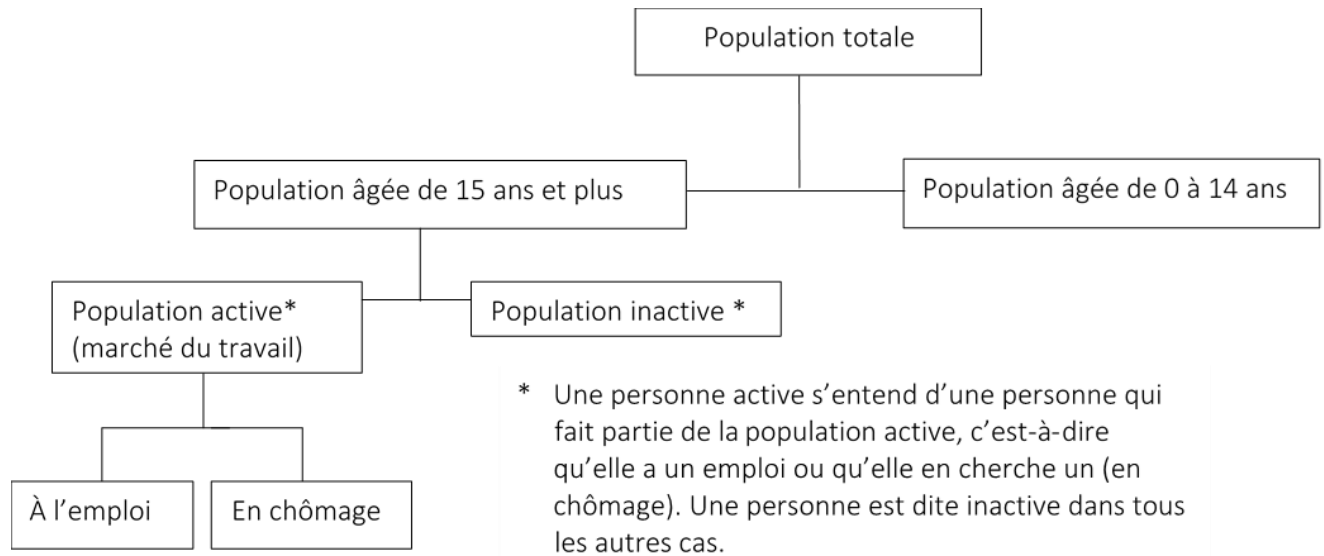 Population totale
Population âgée de 15 ans et plus
Population âgée de 0 à 14 ans
Population active*
(marché du travail)
Population inactive *
À l’emploi
En chômage
* Une personne active s’entend d’une personne qui
fait partie de la population active, c’est-à-dire
qu’elle a un emploi ou qu’elle en cherche un (en
chômage). Une personne est dite inactive dans tous
les autres cas.